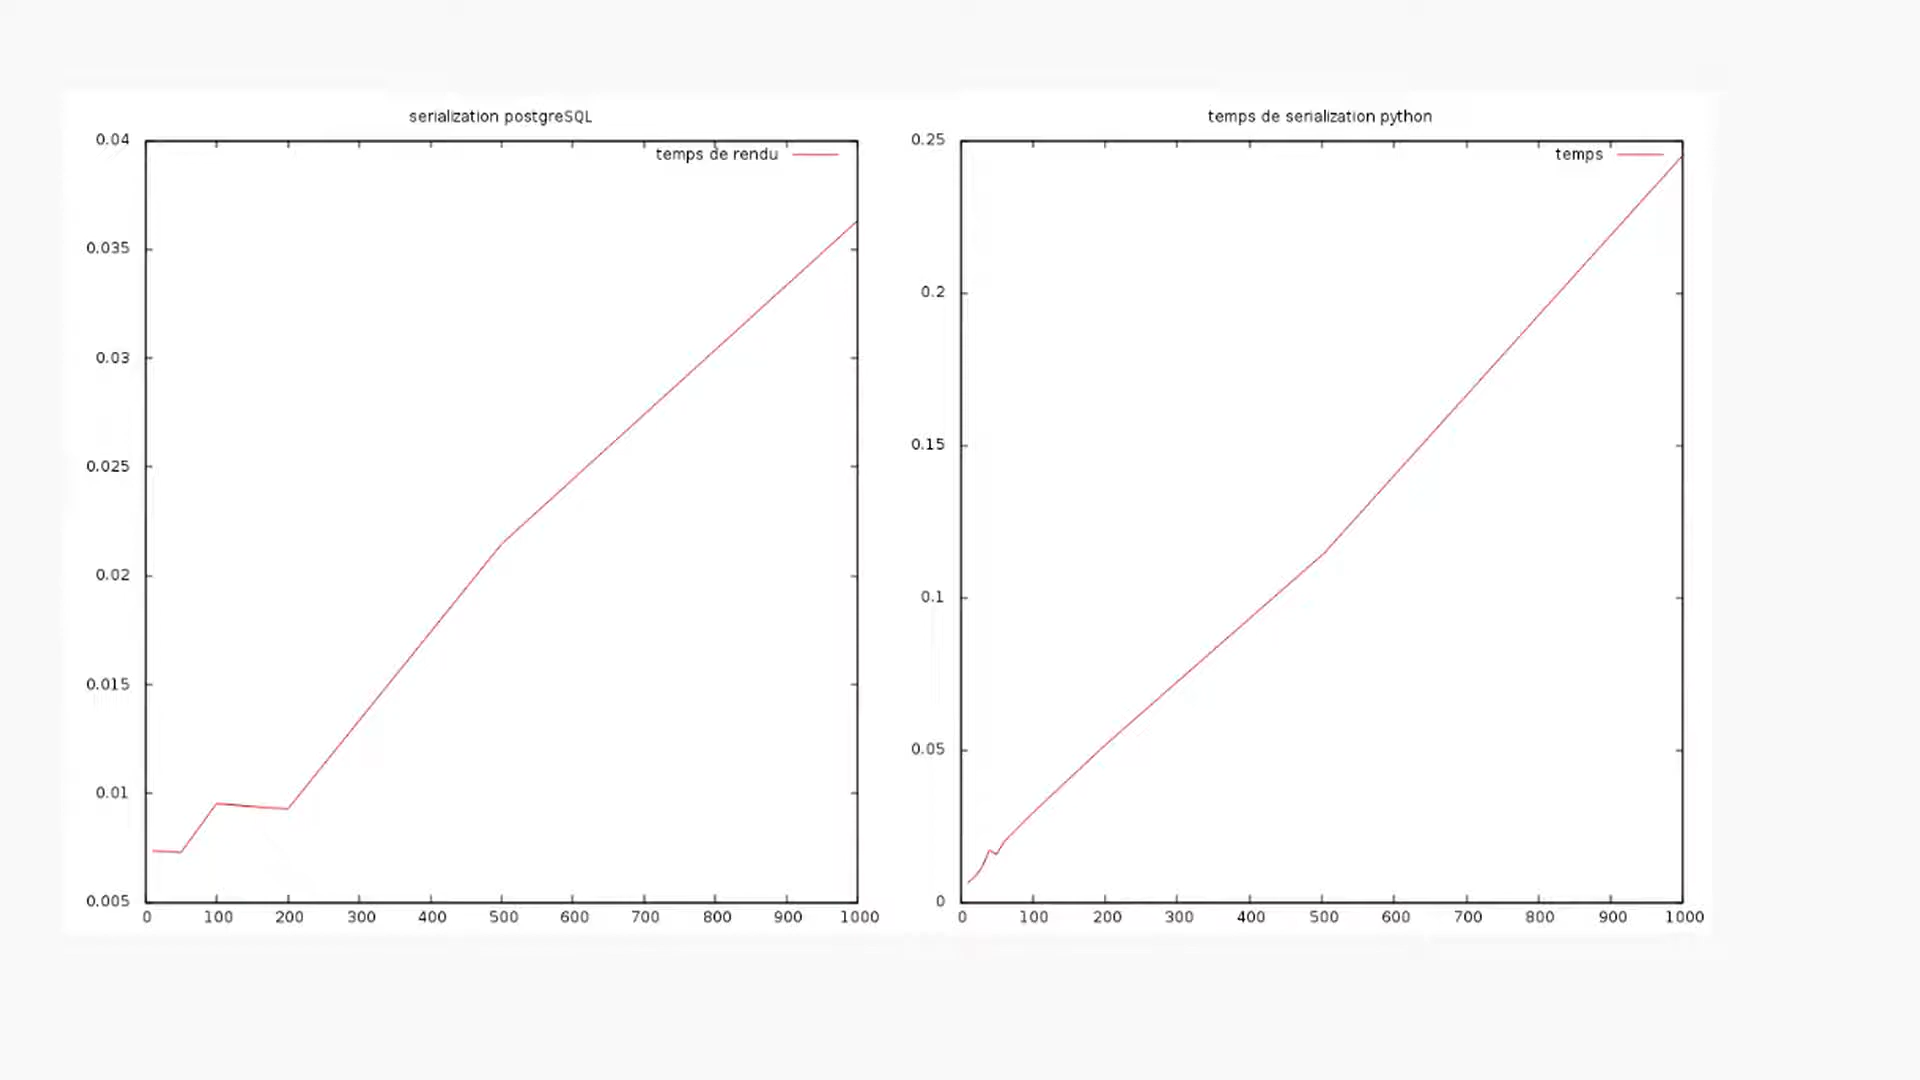 serialization postgreSQL
temps de rendu
0.04
0.035
0.03
0.025
0.02
0.015
0.01
0.005
0 100 200 300 400 500 600 700 800 900 1000
temps de serialization python
temps
0.25
0.2
0.15
0.1
0.05
0
0 100 200 300 400 500 600 700 800 900 1000